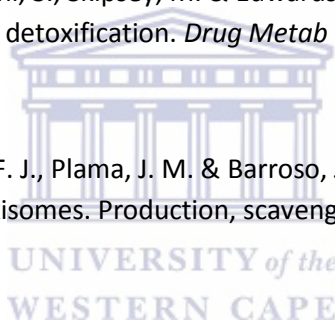 detoxification. Drug Metab
F. J., Plama, J. M. & Barroso, J
isomes. Production, scaveng
UNIVERSITY of the
WESTERN CAPE